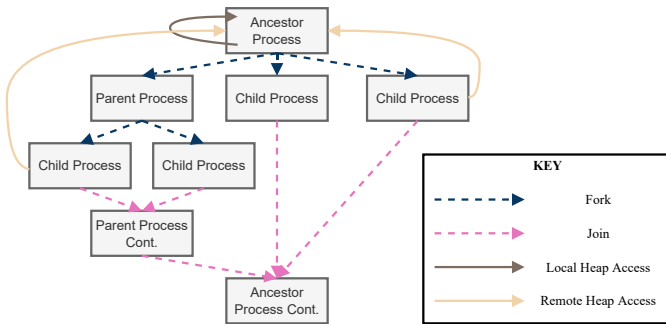 Ancestor
Process
Parent Process
Child Process
Child Process
Child Process
Child Process
Parent Process
Cont.
Ancestor
Process Cont.
KEY
Fork
Join
Local Heap Access
Remote Heap Access